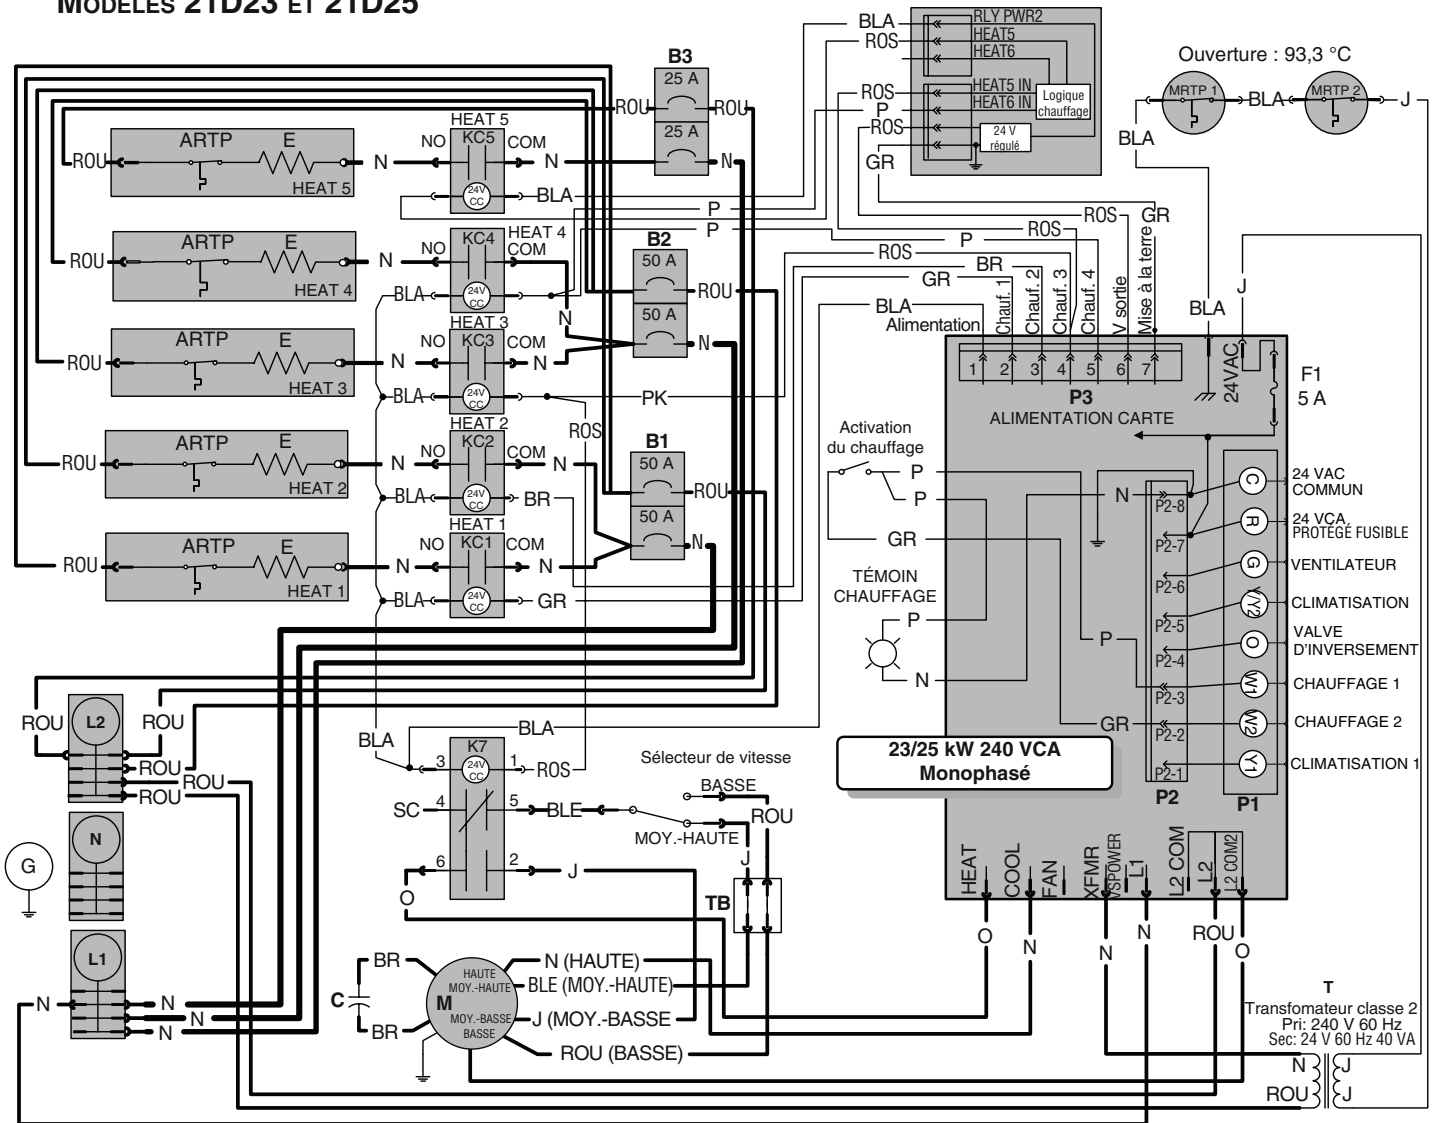 MODÈLES 21D23 ET 21D25
B3
25 A
25 A
ROU
ROU
N
BLA
ROS
RLY PWR2
HEAT5
HEAT6
ROS
P
ROS
GR
HEAT5 IN
HEAT6 IN
Logique
chauffage
24 V
régulé
Ouverture : 93,3 °C
MRTP 1
BLA
MRTP 2
J
BLA
ROU
ARTP
E
HEAT 5
N
HEAT 5
NO
KC5
COM
N
24V
CC
BLA
P
P
ROU
ARTP
E
HEAT 4
N
NO
KC4
HEAT 4
COM
BLA
24V
CC
N
B2
50 A
50 A
ROU
N
ROS
GR
ROS
P
ROS
BR
GR
BLA
Alimentation
Chauf. 1
Chauf. 2
Chauf. 3
Chauf. 4
V sortie
Mise à la terre
BLA
J
ROU
ARTP
E
HEAT 3
N
HEAT 3
NO
KC3
COM
N
BLA
24V
CC
PK
ROS
1
2
3
4
5
6
7
P3
ALIMENTATION CARTE
24VAC
F1
5 A
ROU
ARTP
E
HEAT 2
N
HEAT 2
NO
KC2
COM
N
BLA
24V
CC
BR
B1
50 A
50 A
ROU
N
Activation
du chauffage
P
P
GR
N
TÉMOIN
CHAUFFAGE
P
N
P
GR
ROU
ARTP
E
HEAT 1
N
HEAT 1
NO
KC1
COM
N
BLA
24V
CC
GR
P2-8
P2-7
P2-6
P2-5
P2-4
P2-3
P2-2
P2-1
P2
C
R
G
Y/Y2
O
W1
W2
Y1
P1
24 VAC
COMMUN
24 VCA
PROTÉGÉ FUSIBLE
VENTILATEUR
CLIMATISATION
VALVE
D'INVERSEMENT
CHAUFFAGE 1
CHAUFFAGE 2
CLIMATISATION 1
23/25 kW 240 VCA
Monophasé
ROU
L2
ROU
ROU
ROU
ROU
N
G
L1
N
N
N
N
BLA
BLA
K7
3
24V
CC
1
ROS
SC
4
5
BLE
6
2
J
O
Sélecteur de vitesse
BASSE
MOY.-HAUTE
ROU
J
TB
HEAT
COOL
FAN
XFMR
VSPOWER
L1
L2 COM
L2
L2 COM2
O
N
N
N
ROU
O
C
BR
BR
M
HAUTE
MOY.-HAUTE
MOY.-BASSE
BASSE
N (HAUTE)
BLE (MOY.-HAUTE)
J (MOY.-BASSE
ROU (BASSE)
T
Transfomateur classe 2
Pri: 240 V 60 Hz
Sec: 24 V 60 Hz 40 VA
N
J
ROU
J